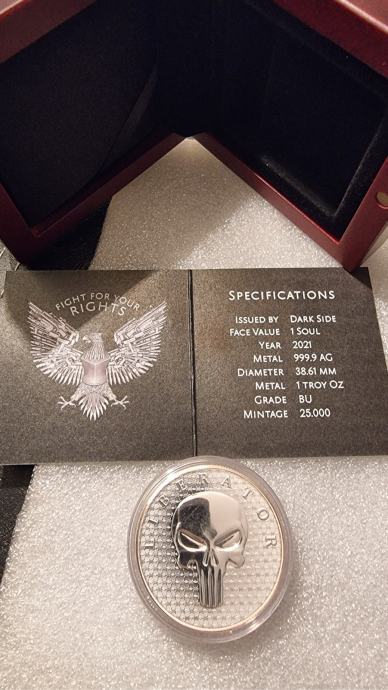 FIGHT FOR YOUR
RIGHTS
SPECIFICATIONS
ISSUED BY DARK SIDE
FACE VALUE 1 SOUL
YEAR 2021
METAL 999.9 AG
DIAMETER 38.61 MM
METAL 1 TROY OZ
GRADE BU
MINTAGE 25.000
LIBERATOR